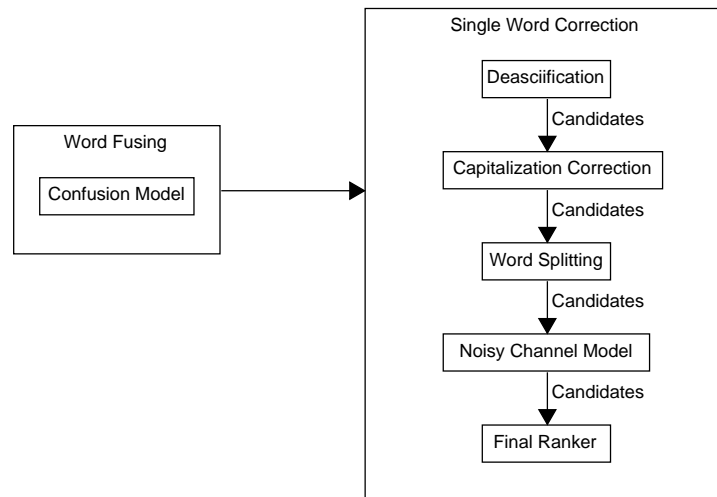 Word Fusing
Confusion Model
Single Word Correction
Deasciification
Candidates
Capitalization Correction
Candidates
Word Splitting
Candidates
Noisy Channel Model
Candidates
Final Ranker